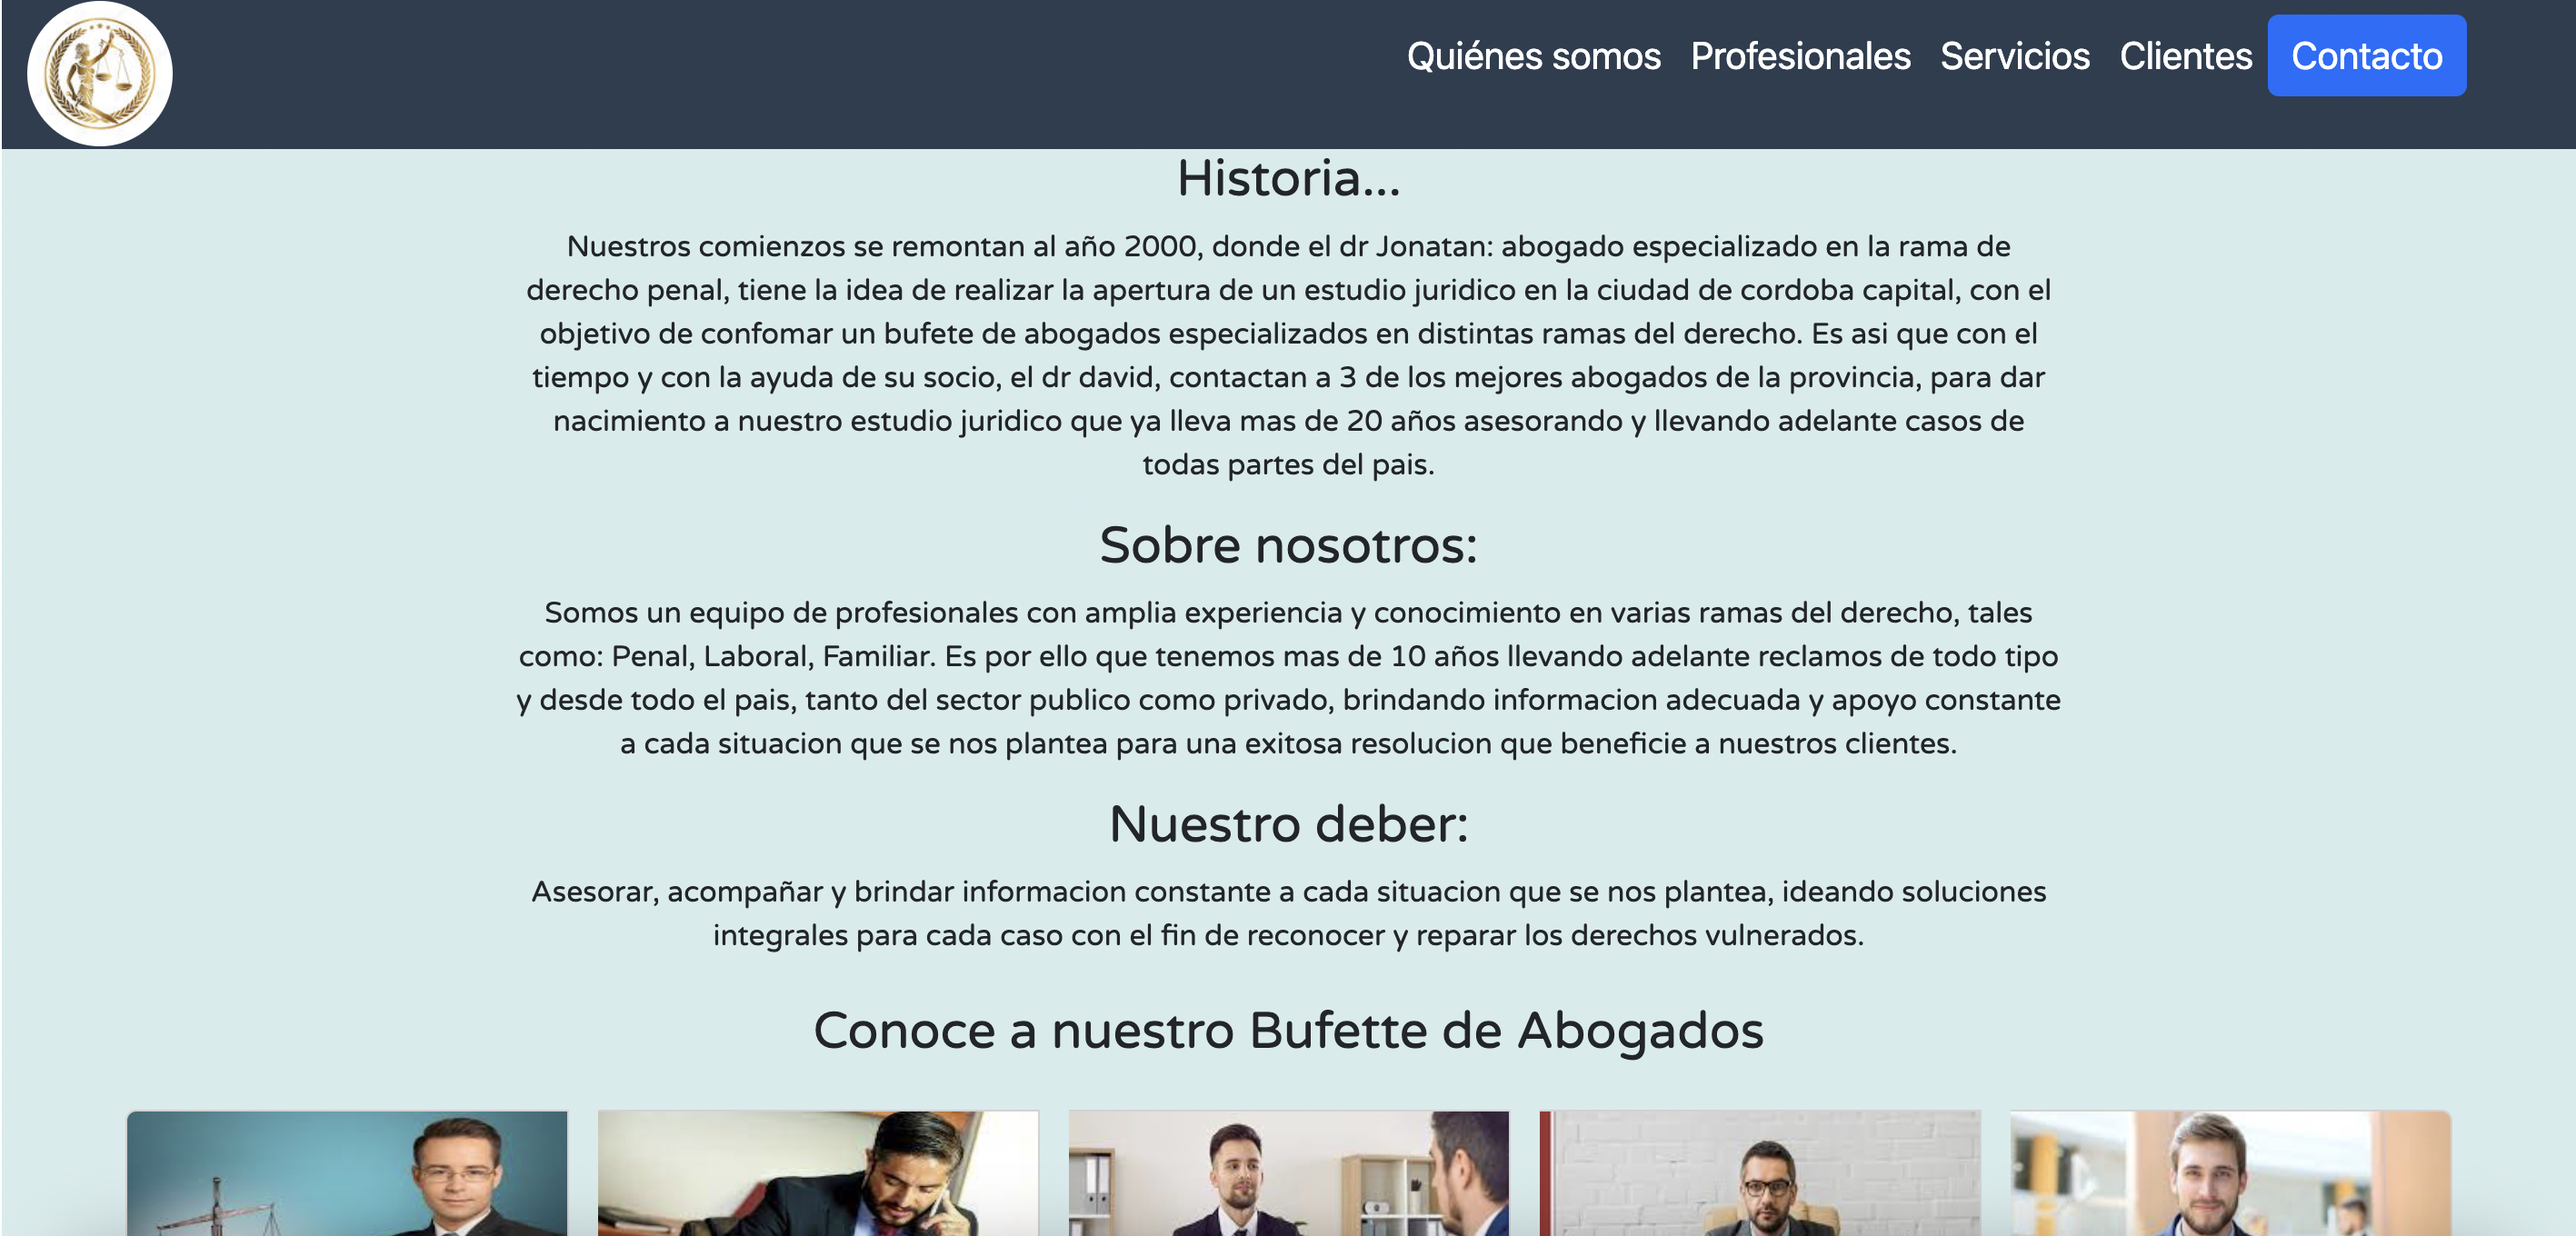 Quiénes somos Profesionales Servicios Clientes Contacto
Historia...
Nuestros comienzos se remontan al año 2000, donde el dr Jonatan: abogado especializado en la rama de
derecho penal, tiene la idea de realizar la apertura de un estudio juridico en la ciudad de cordoba capital, con el
objetivo de confomar un bufete de abogados especializados en distintas ramas del derecho. Es asi que con el
tiempo y con la ayuda de su socio, el dr david, contactan a 3 de los mejores abogados de la provincia, para dar
nacimiento a nuestro estudio juridico que ya lleva mas de 20 años asesorando y llevando adelante casos de
todas partes del pais.
Sobre nosotros:
Somos un equipo de profesionales con amplia experiencia y conocimiento en varias ramas del derecho, tales
como: Penal, Laboral, Familiar. Es por ello que tenemos mas de 10 años llevando adelante reclamos de todo tipo
y desde todo el pais, tanto del sector publico como privado, brindando informacion adecuada y apoyo constante
a cada situacion que se nos plantea para una exitosa resolucion que beneficie a nuestros clientes.
Nuestro deber:
Asesorar, acompañar y brindar informacion constante a cada situacion que se nos plantea, ideando soluciones
integrales para cada caso con el fin de reconocer y reparar los derechos vulnerados.
Conoce a nuestro Bufette de Abogados